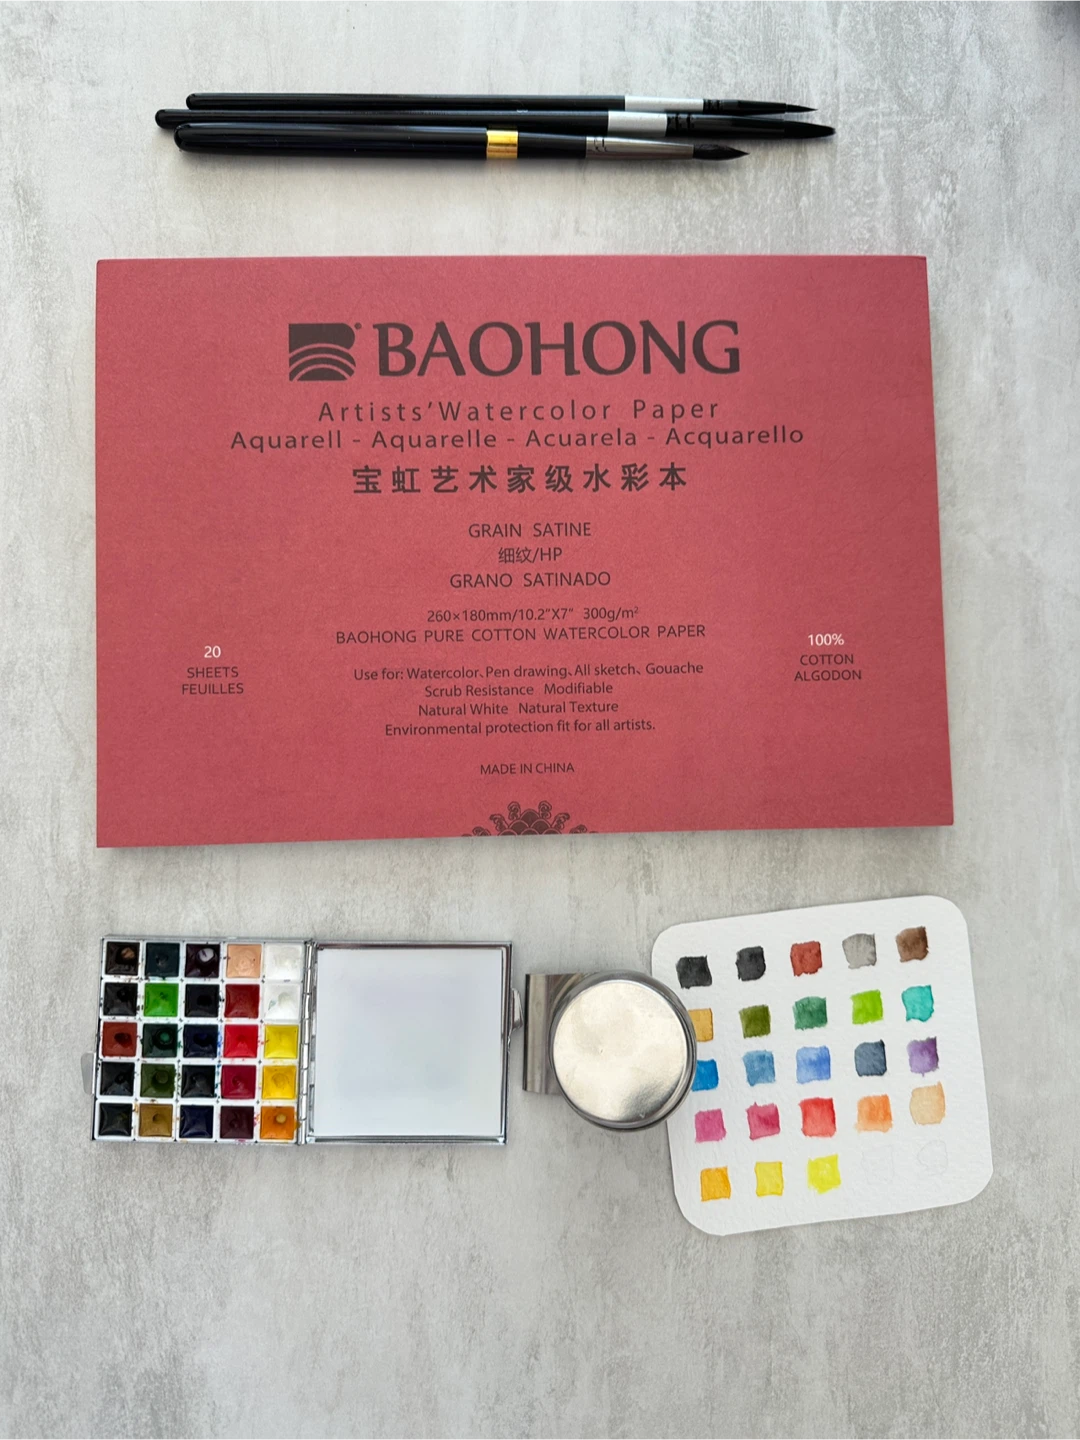 BAOHONG
Artists' Watercolor Paper
Aquarell - Aquarelle - Acuarela - Acquarello
宝虹艺术家级水彩本
GRAIN SATINE
细纹/HP
GRANO SATINADO
260×180mm/10.2"X7" 300g/m²
BAOHONG PURE COTTON WATERCOLOR PAPER
20
SHEETS
FEUILLES
100%
COTTON
ALGODON
Use for: Watercolor、Pen drawing、All sketch、Gouache
Scrub Resistance Modifiable
Natural White Natural Texture
Environmental protection fit for all artists.
MADE IN CHINA